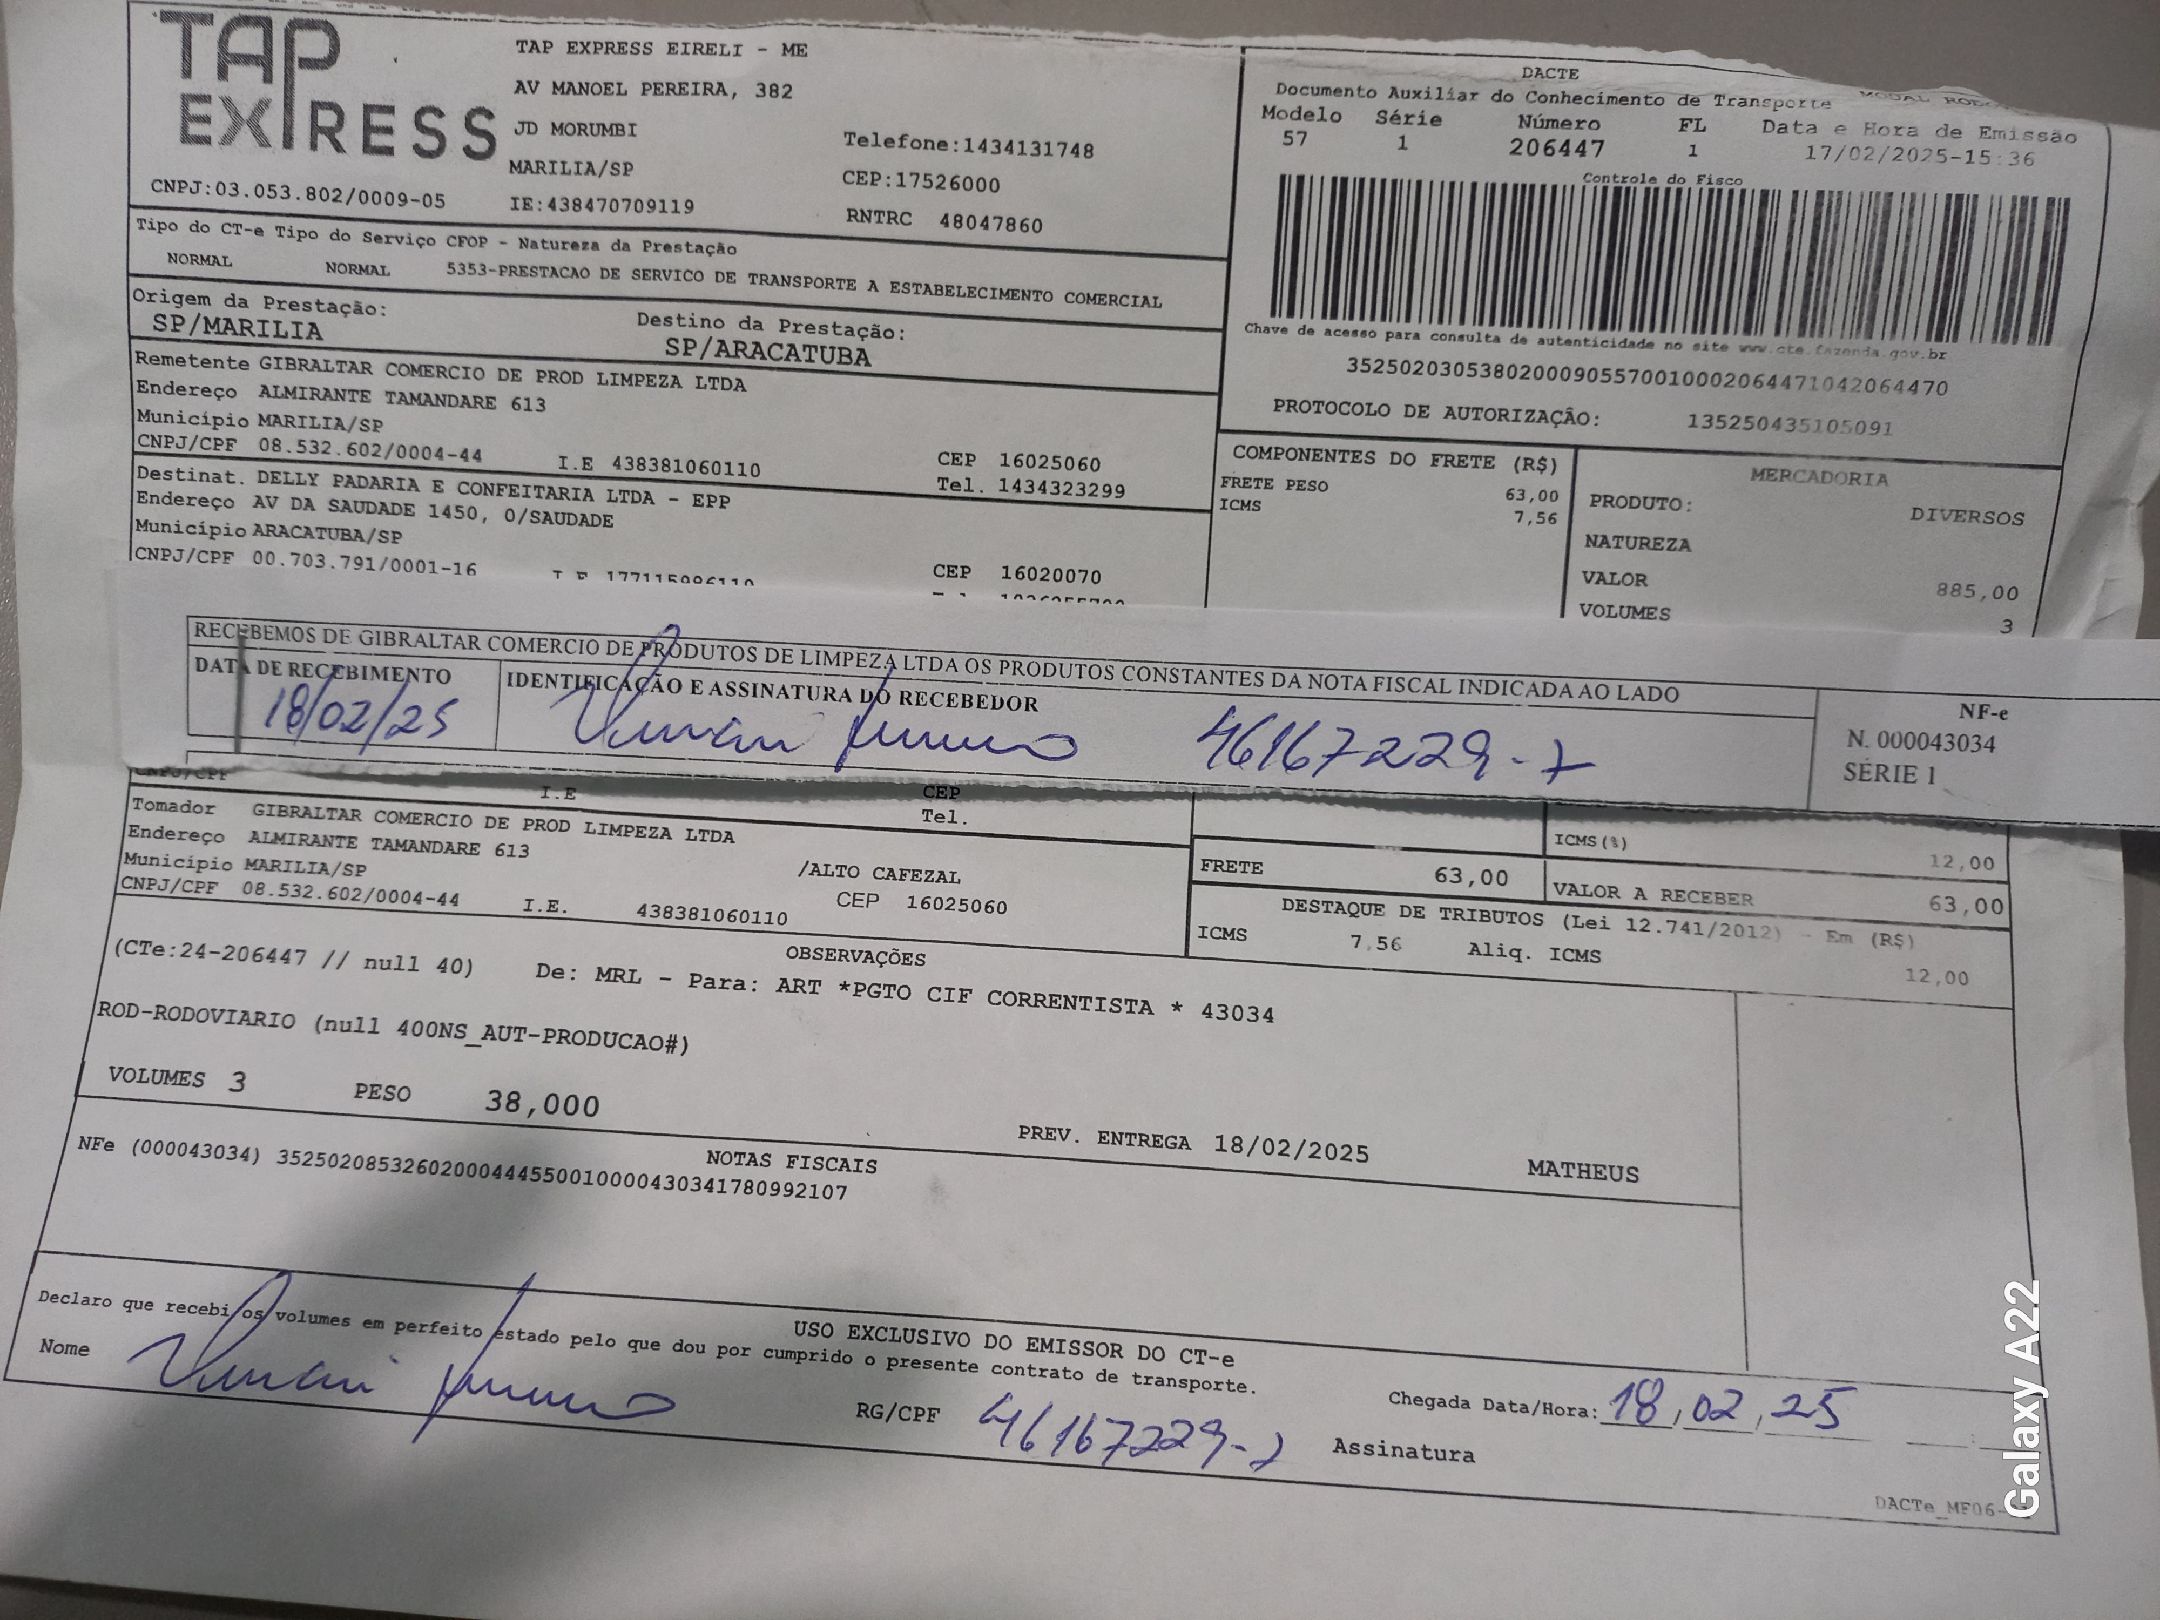 TAP
EXPRESS
TAP EXPRESS EIRELI - ME
AV MANOEL PEREIRA, 382
JD MORUMBI
MARILIA/SP
Telefone:1434131748
CEP:17526000
CNPJ:03.053.802/0009-05
IE:438470709119
RNTRC 48047860
DACTE
Documento Auxiliar do Conhecimento de Transporte
Modelo Série Número FL Data e Hora de Emissão
57 1 206447 1 17/02/2025-15:36
Controle do Fisco
Chave de acesso para consulta de autenticidade no site www.cte.fazenda.gov.br
35250203053802000905570010002064471042064470
PROTOCOLO DE AUTORIZAÇÃO: 135250435105091
Tipo do CT-e Tipo do Serviço CFOP - Natureza da Prestação
NORMAL NORMAL 5353-PRESTACAO DE SERVICO DE TRANSPORTE A ESTABELECIMENTO COMERCIAL
Origem da Prestação: Destino da Prestação:
SP/MARILIA SP/ARACATUBA
Remetente GIBRALTAR COMERCIO DE PROD LIMPEZA LTDA
Endereço ALMIRANTE TAMANDARE 613
Município MARILIA/SP
CEP 16025060
CNPJ/CPF 08.532.602/0004-44 I.E 438381060110 Tel. 1434323299
Destinat. DELLY PADARIA E CONFEITARIA LTDA - EPP
Endereço AV DA SAUDADE 1450, 0/SAUDADE
Município ARACATUBA/SP
CEP 16020070
CNPJ/CPF 00.703.791/0001-16
COMPONENTES DO FRETE (R$)
FRETE PESO 63,00
ICMS 7,56
MERCADORIA
PRODUTO: DIVERSOS
NATUREZA
VALOR 885,00
VOLUMES 3
RECEBEMOS DE GIBRALTAR COMERCIO DE PRODUTOS DE LIMPEZA LTDA OS PRODUTOS CONSTANTES DA NOTA FISCAL INDICADA AO LADO
DATA DE RECEBIMENTO
18/02/25
IDENTIFICAÇÃO E ASSINATURA DO RECEBEDOR
46167229-7
NF-e
N. 000043034
SÉRIE 1
CNPJ/CPF I.E CEP
Tel.
Tomador GIBRALTAR COMERCIO DE PROD LIMPEZA LTDA
Endereço ALMIRANTE TAMANDARE 613
Município MARILIA/SP /ALTO CAFEZAL
CNPJ/CPF 08.532.602/0004-44 I.E. 438381060110 CEP 16025060
ICMS(%) 12,00
FRETE 63,00 VALOR A RECEBER 63,00
DESTAQUE DE TRIBUTOS (Lei 12.741/2012) - Em (R$)
ICMS 7,56 Aliq. ICMS 12,00
OBSERVAÇÕES
(CTe:24-206447 // null 40) De: MRL - Para: ART *PGTO CIF CORRENTISTA * 43034
ROD-RODOVIARIO (null 400NS_AUT-PRODUCAO#)
VOLUMES 3 PESO 38,000 PREV. ENTREGA 18/02/2025 MATHEUS
NOTAS FISCAIS
NFe (000043034) 35250208532602000444550010000430341780992107
USO EXCLUSIVO DO EMISSOR DO CT-e
Declaro que recebi os volumes em perfeito estado pelo que dou por cumprido o presente contrato de transporte.
Nome
RG/CPF 46167229-7
Chegada Data/Hora: 18/02/25
Assinatura
DACTe_MF06-
Galaxy A22